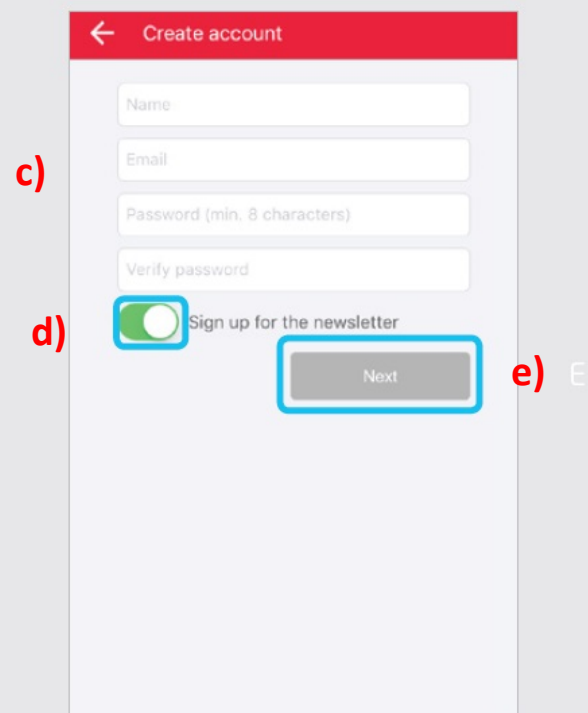 Create account
Name
Email
c)
Password (min. 8 characters)
Verify password
d) Sign up for the newsletter
Next
e) E